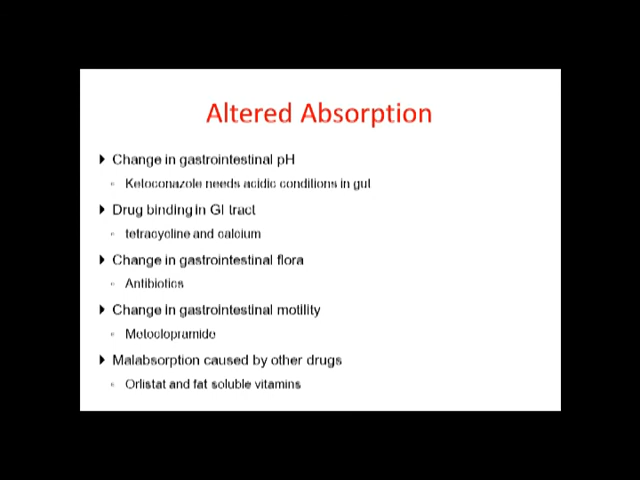 Altered Absorption
Change in gastrointestinal pH
Ketoconazole needs acidic conditions in gut
Drug binding in GI tract
tetracycline and calcium
Change in gastrointestinal flora
Antibiotics
Change in gastrointestinal motility
Metoclopramide
Malabsorption caused by other drugs
Orlistat and fat soluble vitamins